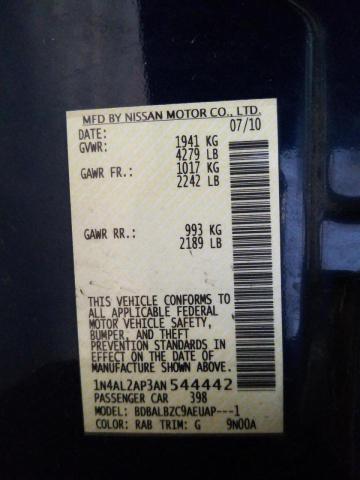 MFD BY NISSAN MOTOR CO., LTD.
DATE: 07/10
GVWR: 1941 KG
4279 LB
GAWR FR.: 1017 KG
2242 LB
GAWR RR.: 993 KG
2189 LB
THIS VEHICLE CONFORMS TO
ALL APPLICABLE FEDERAL
MOTOR VEHICLE SAFETY,
BUMPER, AND THEFT
PREVENTION STANDARDS IN
EFFECT ON THE DATE OF
MANUFACTURE SHOWN ABOVE.
1N4AL2AP3AN544442
PASSENGER CAR 398
MODEL: BDBALBZC9AEUAP---1
COLOR: RAB TRIM: G 9N00A